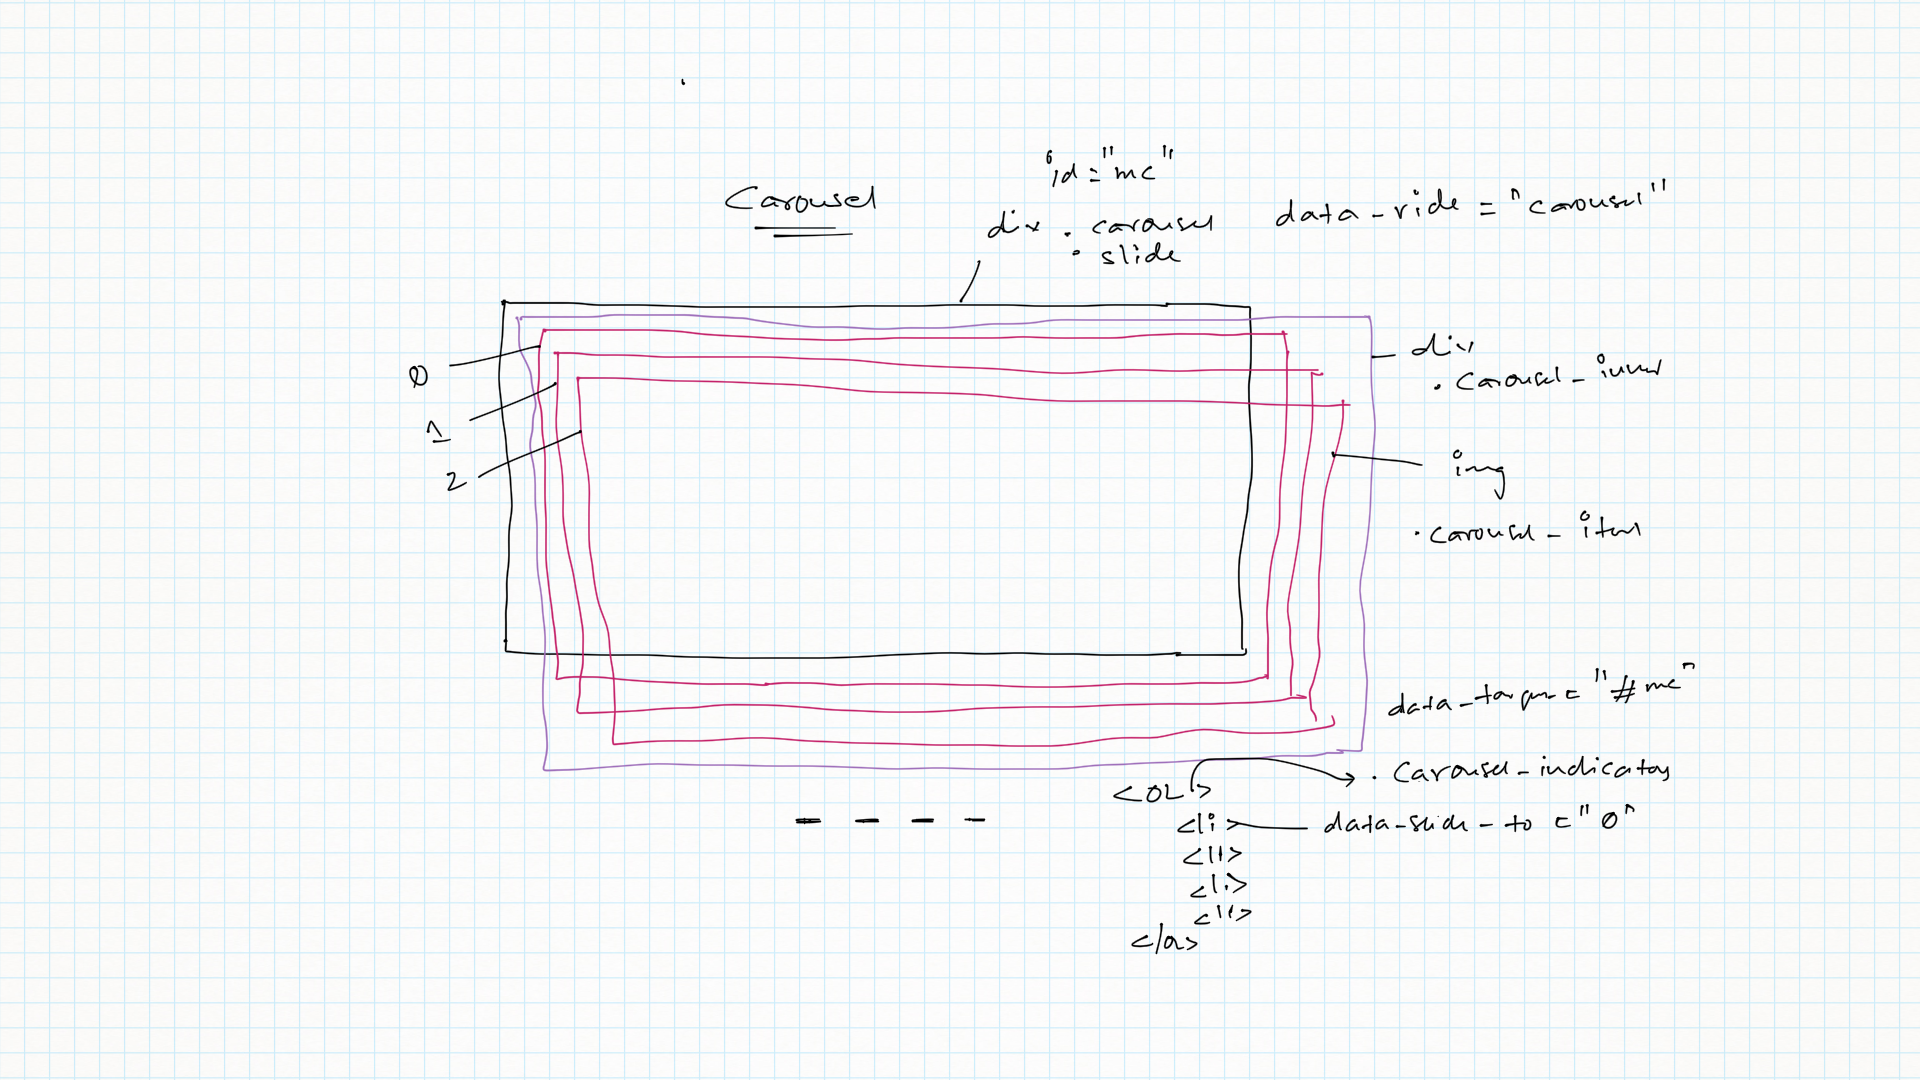 Carousel
id="mc"
div . carousel
. slide
data-ride="carousel"
0
1
2
div
. Carousel-inner
img
. carousel-item
data-target="#mc"
<OL>
. Carousel-indicators
<li>
data-slide-to="0"
<li>
<li>
<li>
</ol>